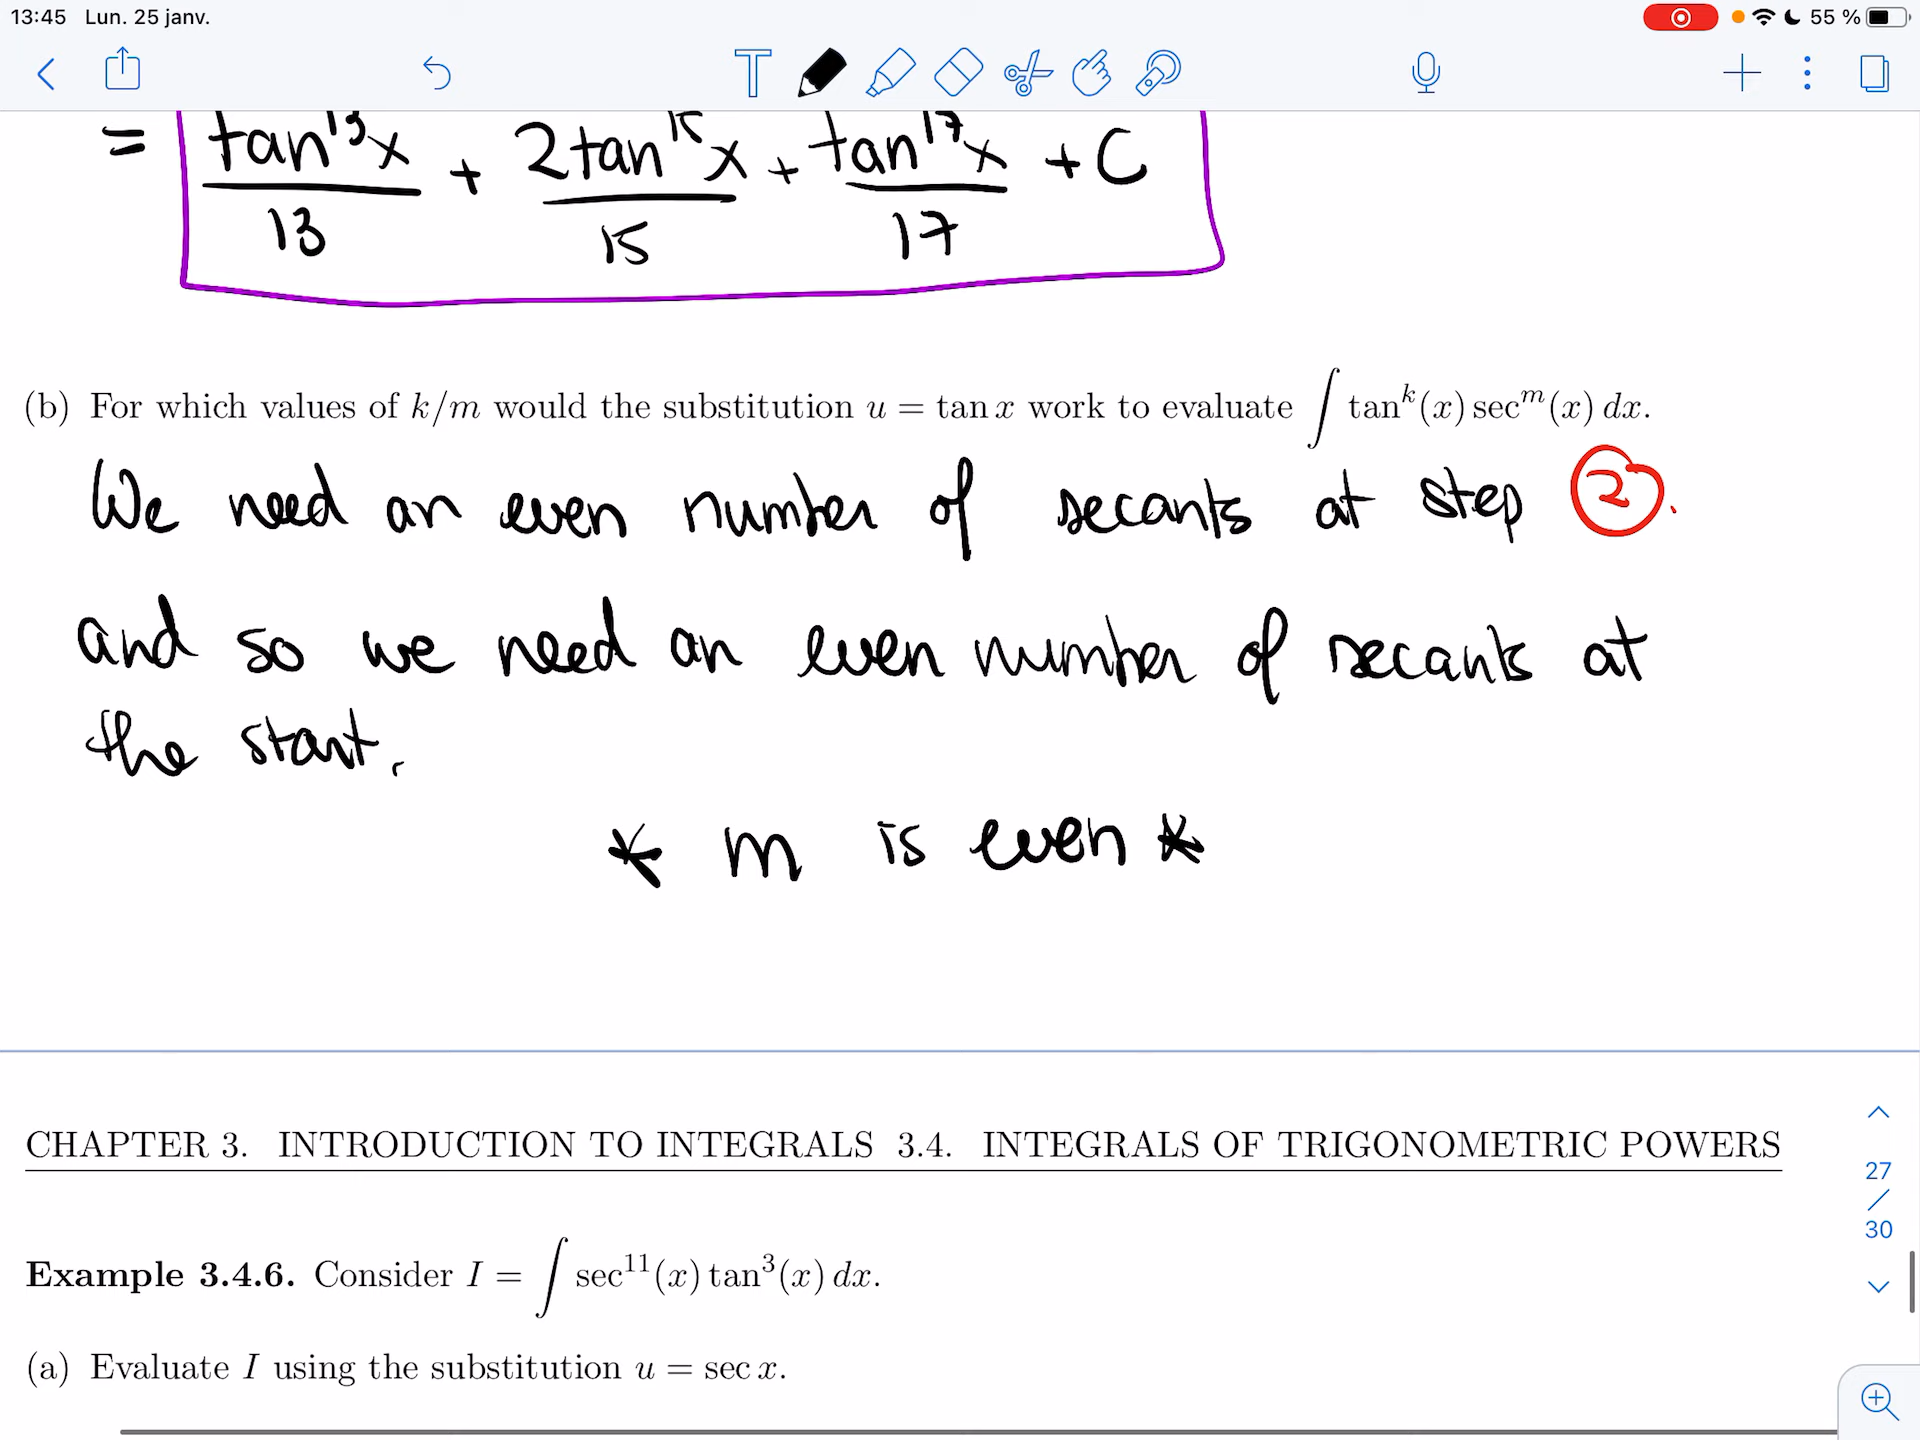 13:45 Lun. 25 janv. 55 %
T
= tan¹³x/13 + 2tan¹⁵x/15 + tan¹⁷x/17 + C
(b) For which values of k/m would the substitution u = tan x work to evaluate ∫ tanᵏ(x) secᵐ(x) dx.
We need an even number of secants at step ②.
and so we need an even number of secants at
the start.
* m is even *
CHAPTER 3. INTRODUCTION TO INTEGRALS 3.4. INTEGRALS OF TRIGONOMETRIC POWERS
27
/
30
Example 3.4.6. Consider I = ∫ sec¹¹(x) tan³(x) dx.
(a) Evaluate I using the substitution u = sec x.